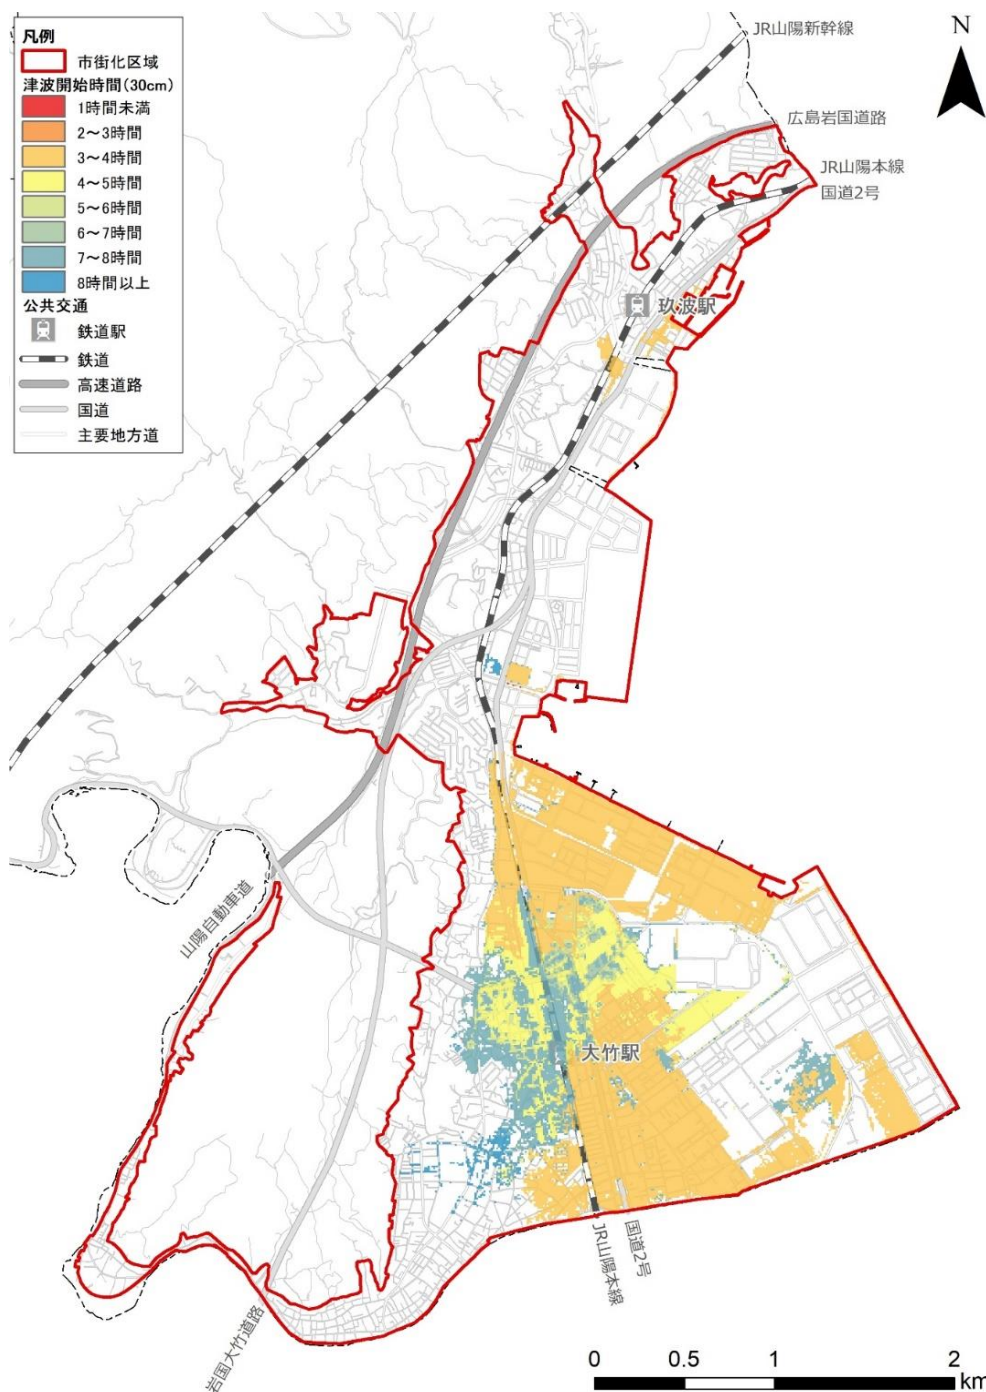 凡例
市街化区域
津波開始時間(30cm)
1時間未満
2～3時間
3～4時間
4～5時間
5～6時間
6～7時間
7～8時間
8時間以上
公共交通
鉄道駅
鉄道
高速道路
国道
主要地方道
JR山陽新幹線
N
広島岩国道路
JR山陽本線
国道2号
玖波駅
山陽自動車道
大竹駅
国道2号
JR山陽本線
岩国大竹道路
0 0.5 1 2
km